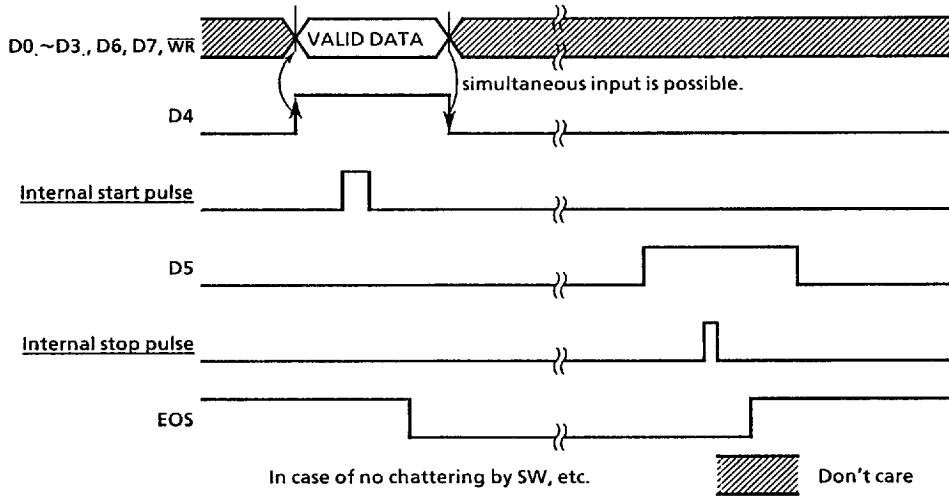 D0.~D3., D6, D7, W̅R̅
VALID DATA
simultaneous input is possible.
D4
Internal start pulse
D5
Internal stop pulse
EOS
In case of no chattering by SW, etc.
Don't care